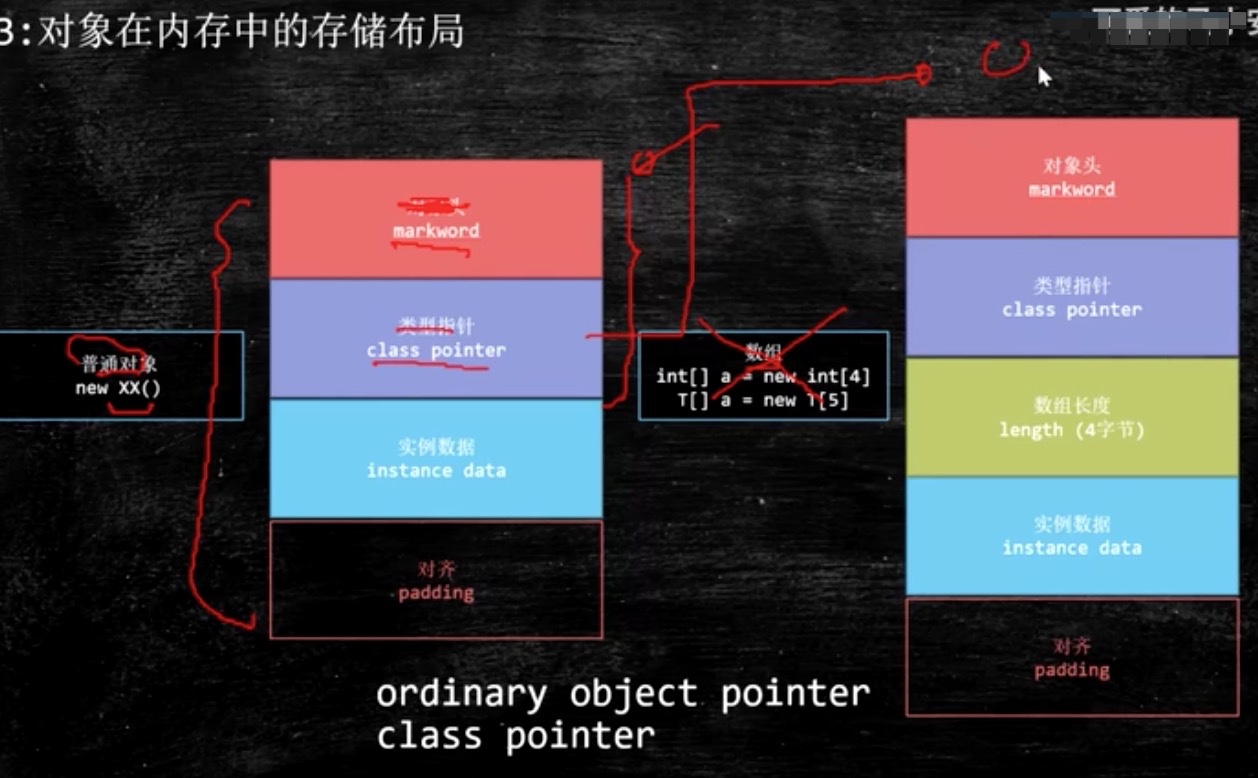 3:对象在内存中的存储布局
对象头
markword
类型指针
class pointer
数组长度
length (4字节)
实例数据
instance data
对齐
padding
普通对象
new XX()
markword
类型指针
class pointer
实例数据
instance data
对齐
padding
数组
int[] a = new int[4]
T[] a = new T[5]
ordinary object pointer
class pointer